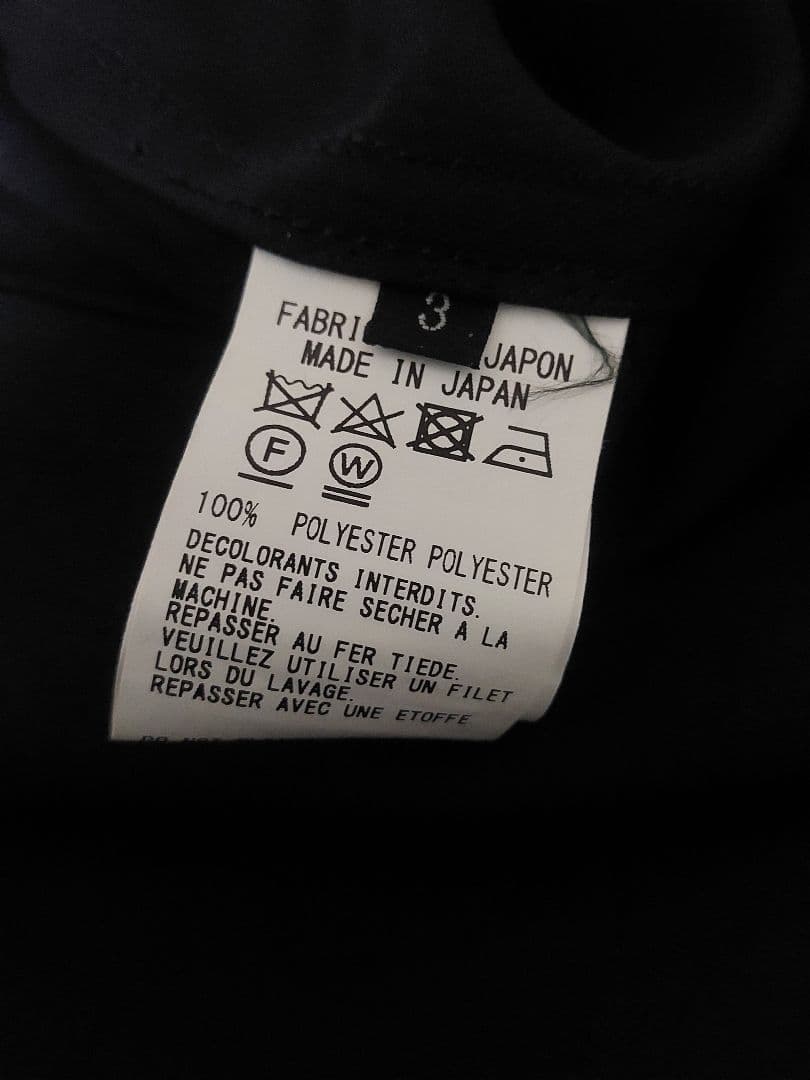 3
FABRI JAPON
MADE IN JAPAN
F W
100% POLYESTER POLYESTER
DECOLORANTS INTERDITS.
NE PAS FAIRE SECHER A LA
MACHINE.
REPASSER AU FER TIEDE.
VEUILLEZ UTILISER UN FILET
LORS DU LAVAGE.
REPASSER AVEC UNE ETOFFE